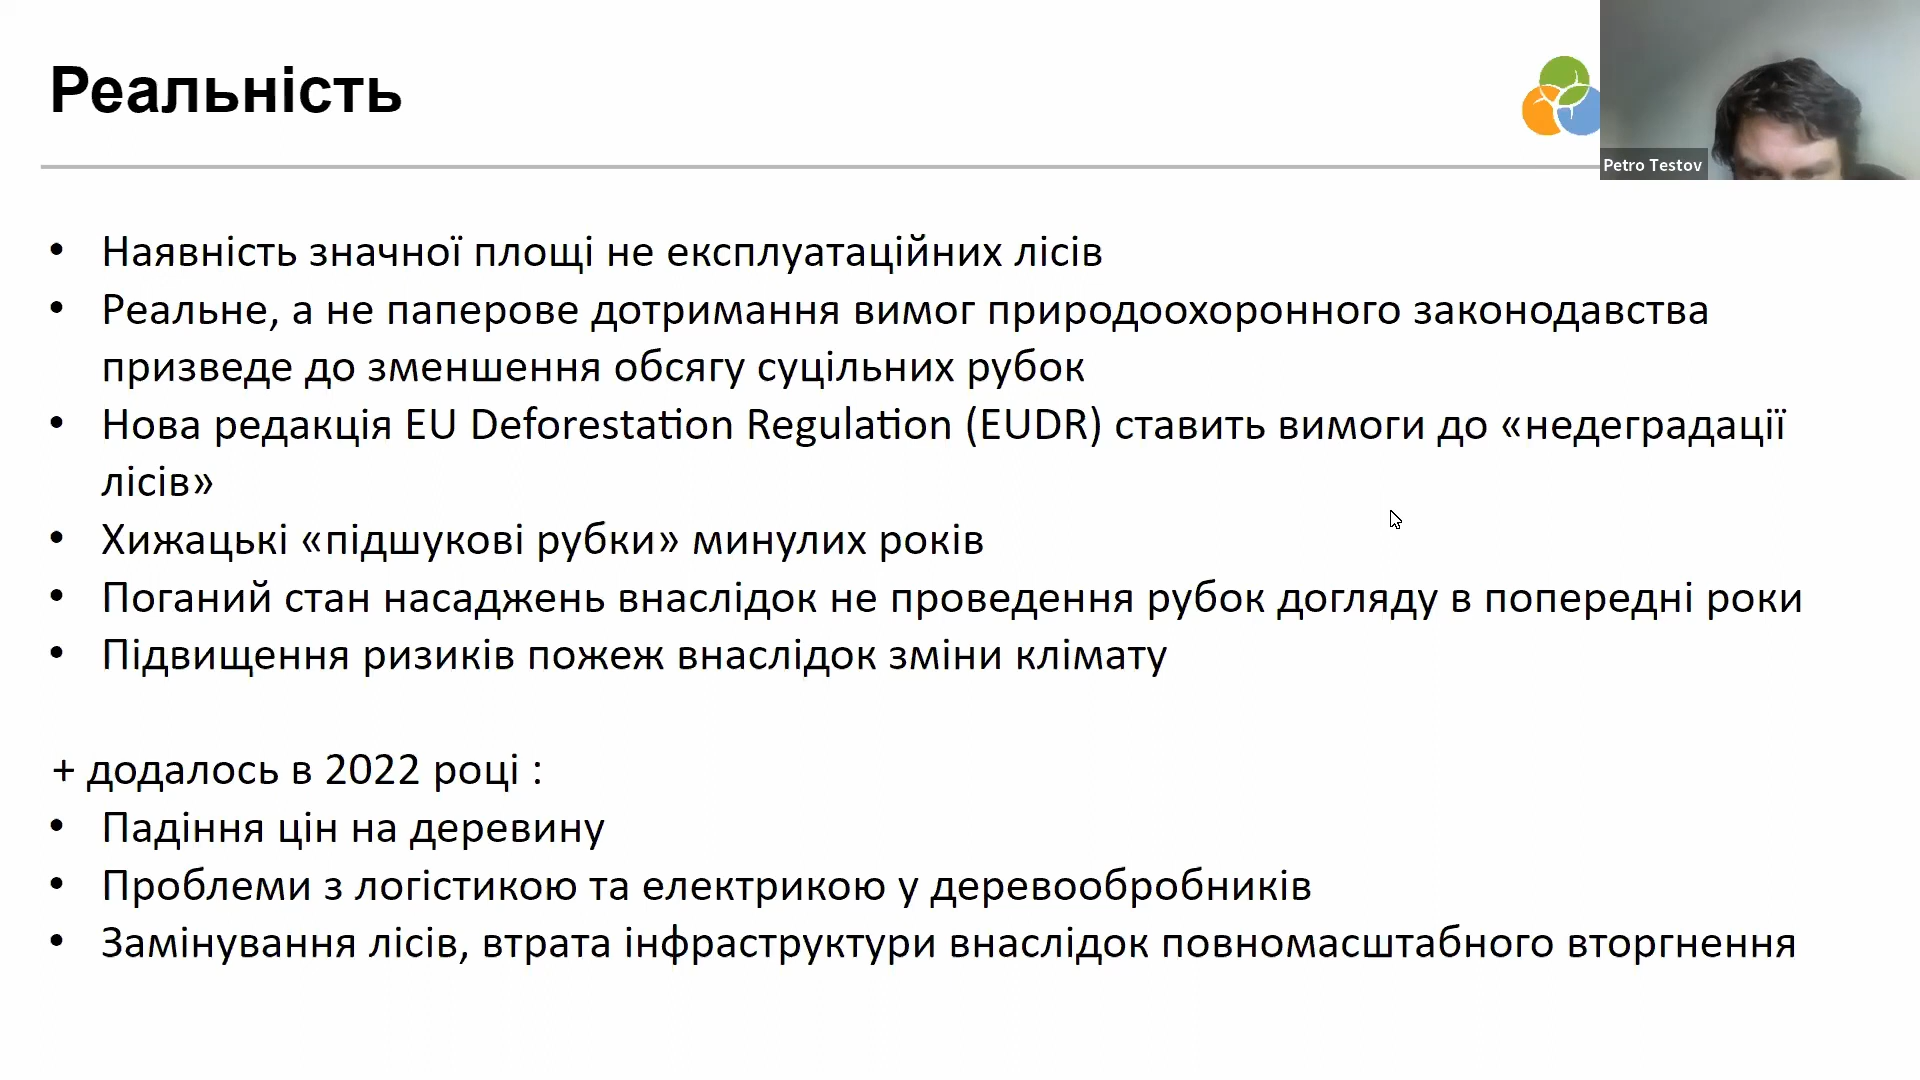 Реальність
Petro Testov
• Наявність значної площі не експлуатаційних лісів
• Реальне, а не паперове дотримання вимог природоохоронного законодавства
призведе до зменшення обсягу суцільних рубок
• Нова редакція EU Deforestation Regulation (EUDR) ставить вимоги до «недеградації
лісів»
• Хижацькі «підшукові рубки» минулих років
• Поганий стан насаджень внаслідок не проведення рубок догляду в попередні роки
• Підвищення ризиків пожеж внаслідок зміни клімату
+ додалось в 2022 році :
• Падіння цін на деревину
• Проблеми з логістикою та електрикою у деревообробників
• Замінування лісів, втрата інфраструктури внаслідок повномасштабного вторгнення